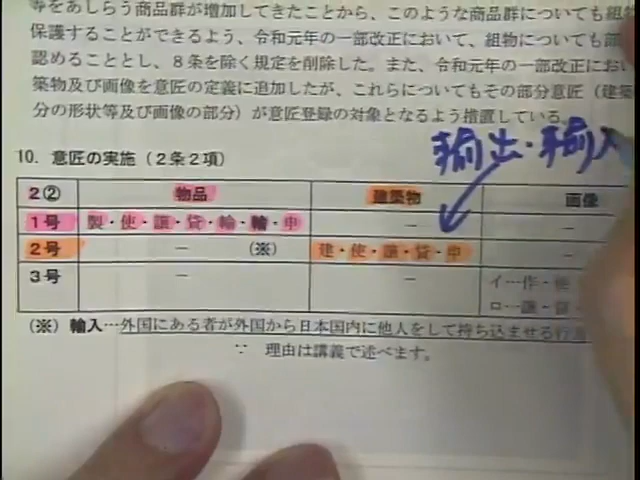 等をあしらう商品群が増加してきたことから、このような商品群についても組物
保護することができるよう、令和元年の一部改正において、組物についても部
認めることとし、8条を除く規定を削除した。また、令和元年の一部改正におい
築物及び画像を意匠の定義に追加したが、これらについてもその部分意匠（建築
分の形状等及び画像の部分）が意匠登録の対象となるよう措置している。
輸出・輸入
10. 意匠の実施（2条2項）
2② 物品 建築物 画像
1号 製・使・譲・貸・輸・輸・申 － －
2号 － (※) 建・使・譲・貸・申 －
3号 － － イ…作・使
ロ…譲・貸
(※) 輸入…外国にある者が外国から日本国内に他人をして持ち込ませる行為
∵ 理由は講義で述べます。